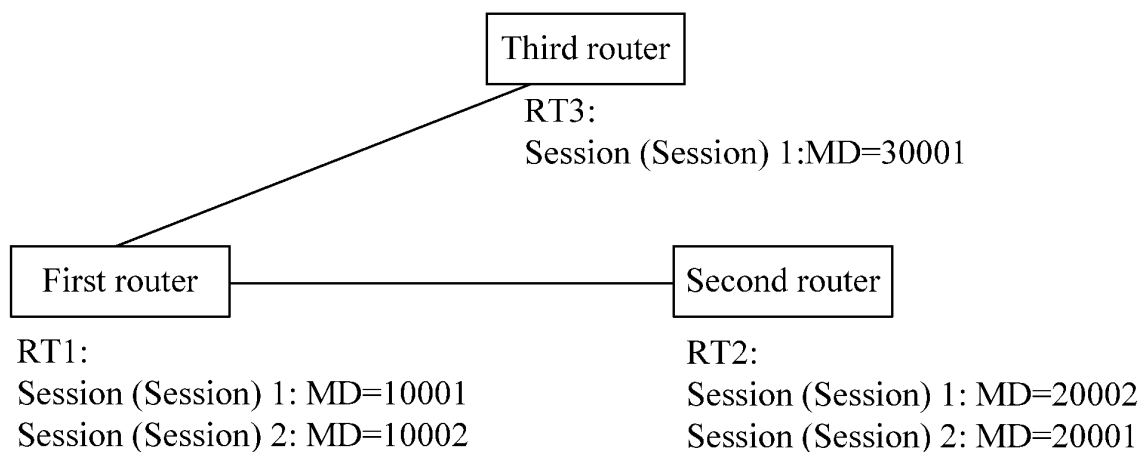 Third router
RT3:
Session (Session) 1:MD=30001
First router
Second router
RT1:
Session (Session) 1: MD=10001
Session (Session) 2: MD=10002
RT2:
Session (Session) 1: MD=20002
Session (Session) 2: MD=20001